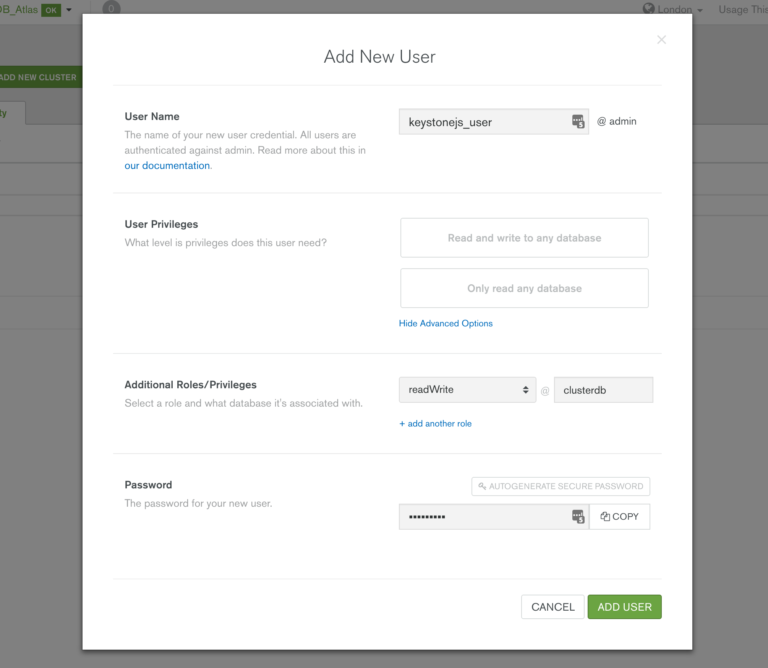 DB_Atlas OK
0
London
Usage This
ADD NEW CLUSTER
ty
×
Add New User
User Name
The name of your new user credential. All users are
authenticated against admin. Read more about this in
our documentation.
keystonejs_user
@ admin
User Privileges
What level is privileges does this user need?
Read and write to any database
Only read any database
Hide Advanced Options
Additional Roles/Privileges
Select a role and what database it's associated with.
readWrite @ clusterdb
+ add another role
Password
The password for your new user.
AUTOGENERATE SECURE PASSWORD
•••••••••
COPY
CANCEL
ADD USER